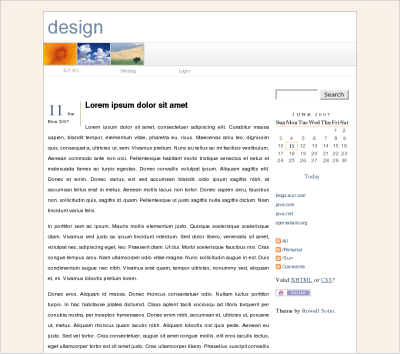 design
Weblog
Login
11 Jun
Mon 2007
Lorem ipsum dolor sit amet
Lorem ipsum dolor sit amet, consectetuer adipiscing elit. Curabitur massa
sapien, blandit tempor, elementum vitae, pharetra eu, risus. Maecenas arcu leo, dignissim
quis, consequat a, ultricies ut, sem. Vivamus pretium. Nunc eu tellus ac mi facilisis vestibulum.
Aenean commodo ante non orci. Pellentesque habitant morbi tristique senectus et netus et
malesuada fames ac turpis egestas. Donec convallis volutpat ipsum. Aliquam sagittis elit.
Donec et enim. Donec varius, est sed accumsan blandit, odio ipsum sagittis nibh, at
accumsan tellus erat in metus. Aenean mollis lacus non tortor. Donec sapien arcu, faucibus
non, sollicitudin quis, sagittis id, quam. Pellentesque ut justo sagittis nulla sagittis dictum. Nam
tincidunt varius felis.
In porttitor sem ac ipsum. Mauris mollis elementum justo. Quisque scelerisque scelerisque
diam. Vivamus sed justo ac ipsum tincidunt interdum. Sed dolor libero, venenatis sit amet,
volutpat nec, adipiscing eget, leo. Praesent diam. Ut dui. Morbi scelerisque faucibus nisi. Cras
congue tempus arcu. Nam ullamcorper odio vitae magna. Nunc sollicitudin augue in est. Duis
condimentum augue nec nibh. Vivamus erat quam, tempor ultricies, nonummy sed, aliquam
et, mi. Vivamus lobortis pretium lorem.
Donec eros. Aliquam id massa. Donec rhoncus consectetuer odio. Nullam luctus porttitor
turpis. In hac habitasse platea dictumst. Class aptent taciti sociosqu ad litora torquent per
conubia nostra, per inceptos hymenaeos. Donec enim nibh, accumsan et, ultricies ut, posuere
ut, metus. Aliquam rhoncus quam iaculis nibh. Aliquam lobortis nisl quis pede. Aenean eu
justo. Sed vel tortor. Cras consectetuer, augue sit amet congue mollis, elit eros iaculis lectus,
eget ullamcorper tortor est sit amet justo. Cras ullamcorper libero. Phasellus suscipit convallis
Search
JUNE 2007
Sun Mon Tue Wed Thu Fri Sat
1 2
3 4 5 6 7 8 9
10 11 12 13 14 15 16
17 18 19 20 21 22 23
24 25 26 27 28 29 30
Today
blogs.sun.com
java.com
java.net
opensolaris.org
All
/Personal
/Sun
Comments
Valid XHTML or CSS?
Theme by Rowell Sotto.